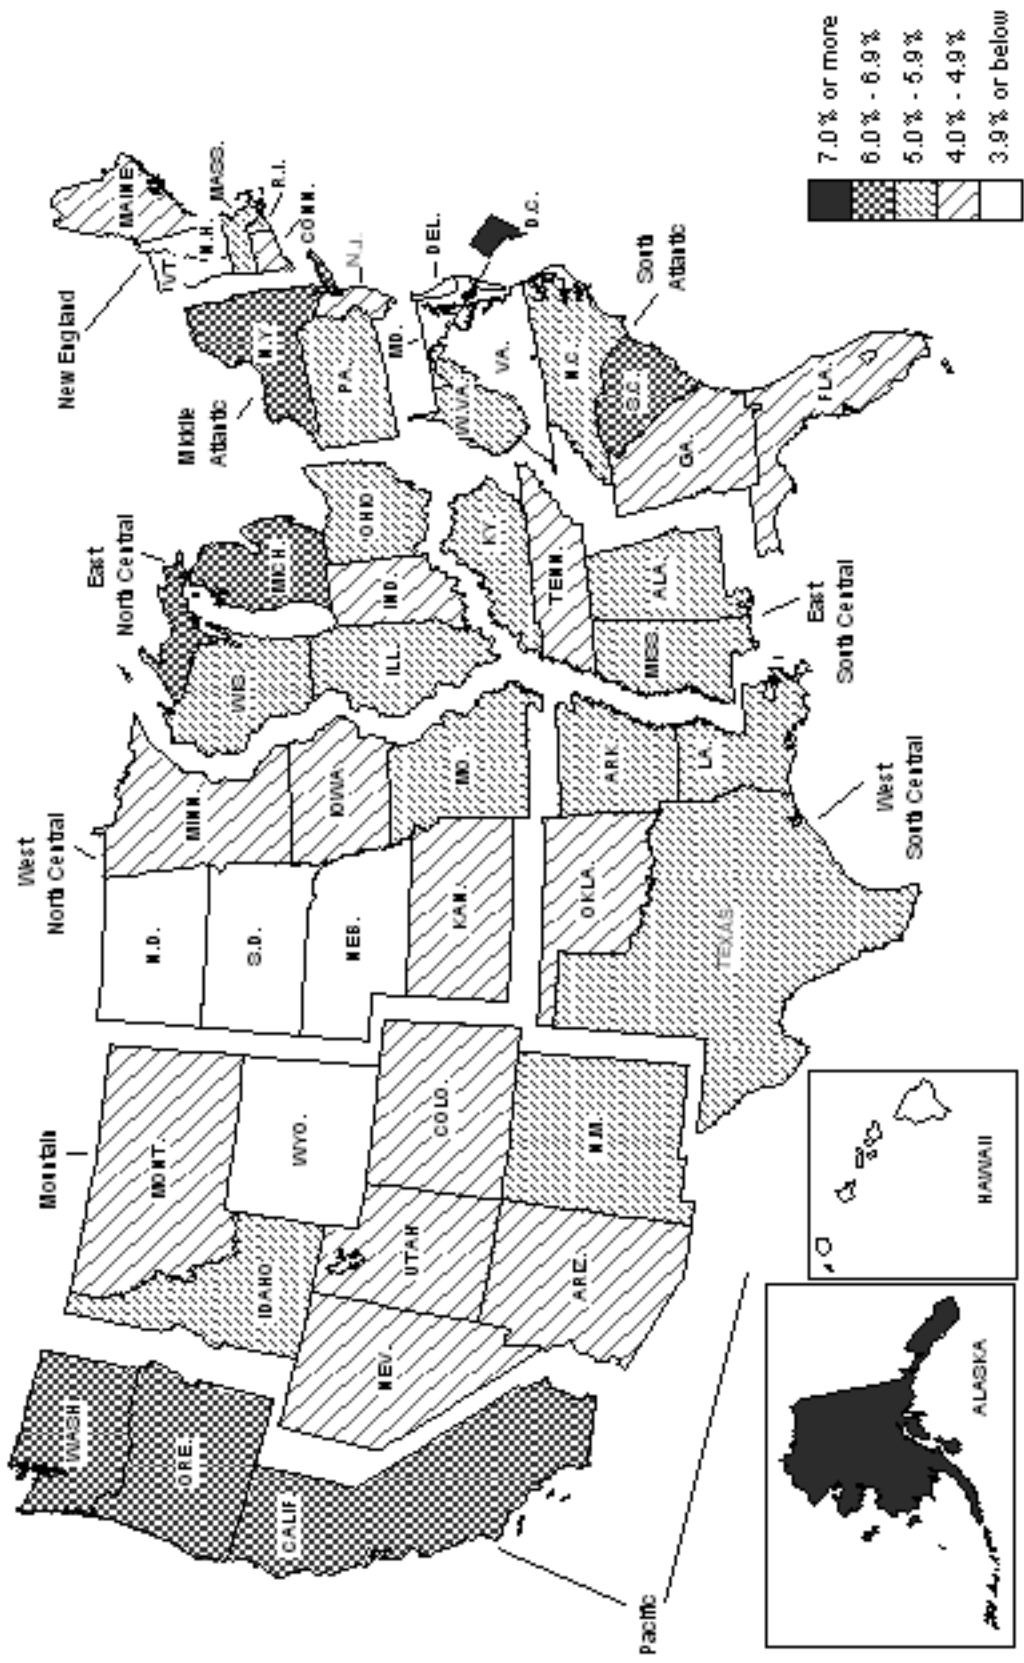 New England
Middle
Atlantic
East
North Central
West
North Central
Mountain
Pacific
South
Atlantic
East
South Central
West
South Central
MAINE
VT.
N.H.
MASS.
R.I.
CONN.
N.Y.
N.J.
PA.
DEL.
MD.
D.C.
VA.
W.VA.
N.C.
S.C.
GA.
FLA.
OHIO
MICH.
IND.
ILL.
WIS.
KY.
TENN.
ALA.
MISS.
MINN.
IOWA
MO.
N.D.
S.D.
NEB.
KAN.
ARK.
LA.
OKLA.
TEXAS
MONT.
WYO.
COLO.
N.M.
IDAHO
UTAH
ARE.
NEV.
WASH
ORE.
CALIF.
ALASKA
HAWAII
7.0% or more
6.0% - 6.9%
5.0% - 5.9%
4.0% - 4.9%
3.9% or below